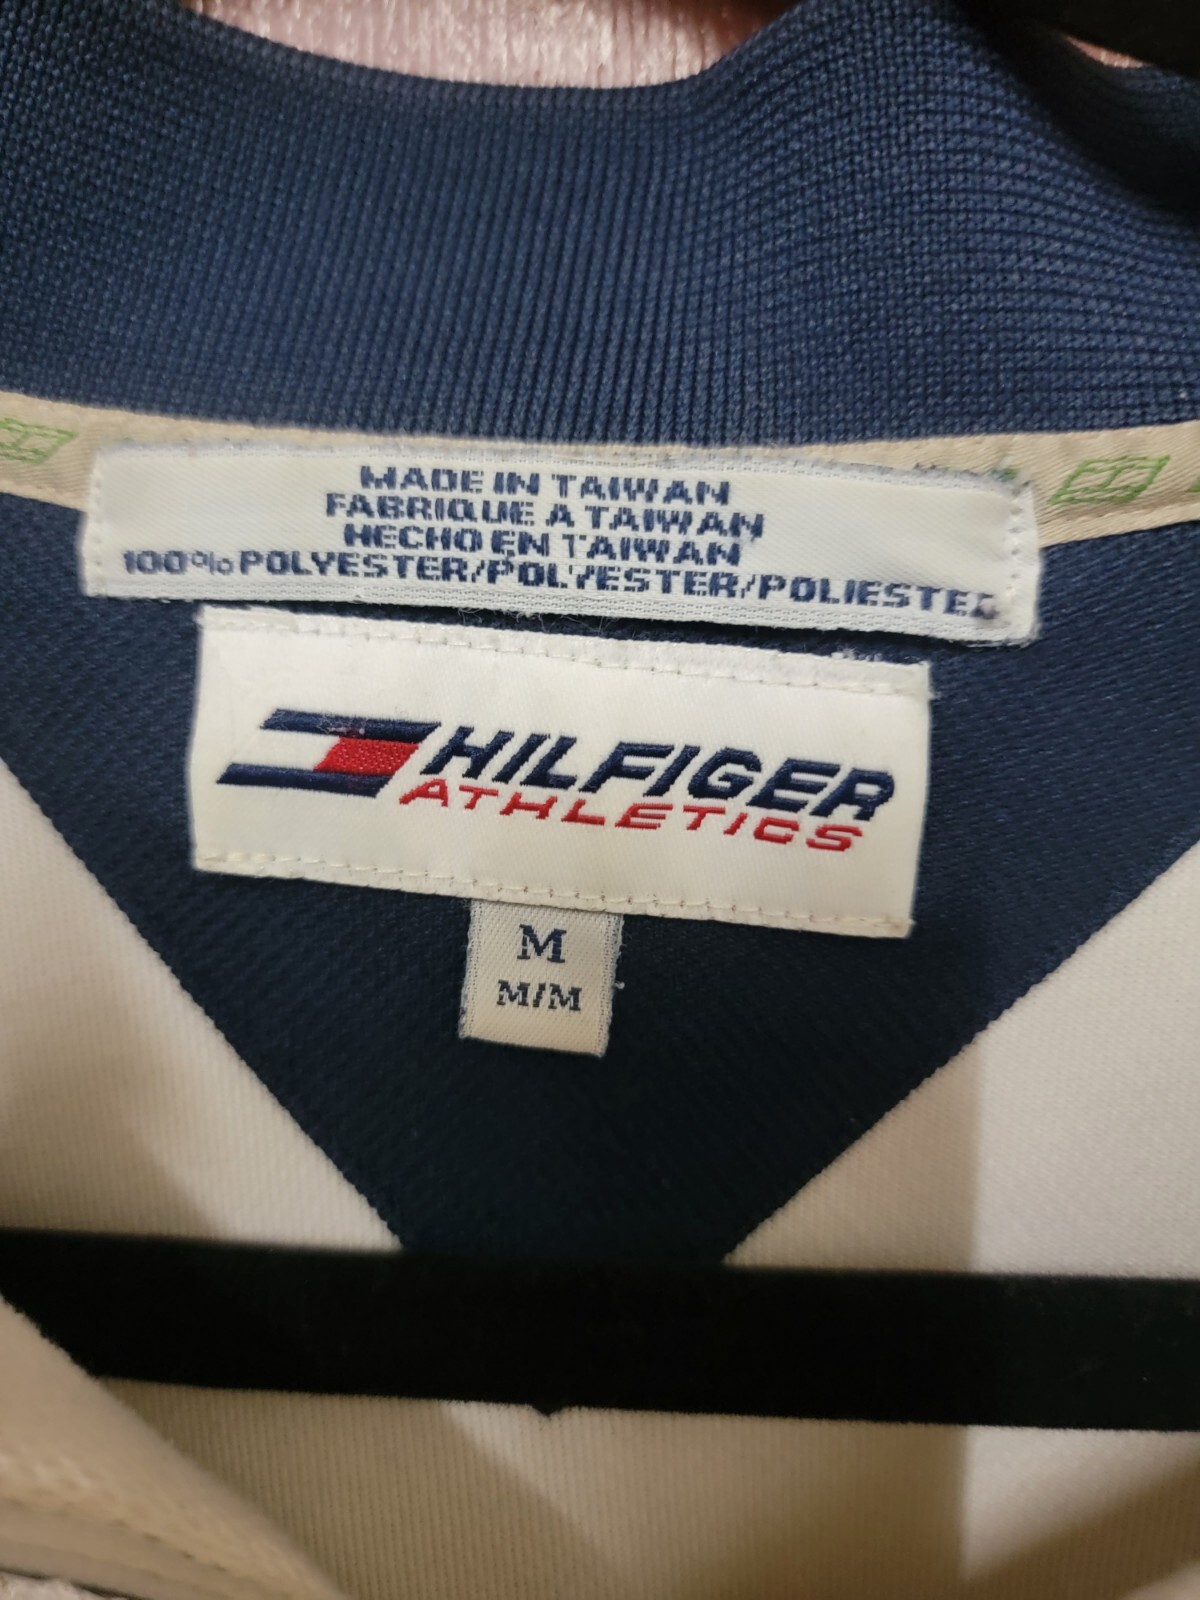 MADE IN TAIWAN
FABRIQUE A TAIWAN
HECHO EN TAIWAN
100% POLYESTER/POLYESTER/POLIESTER
HILFIGER
ATHLETICS
M
M/M